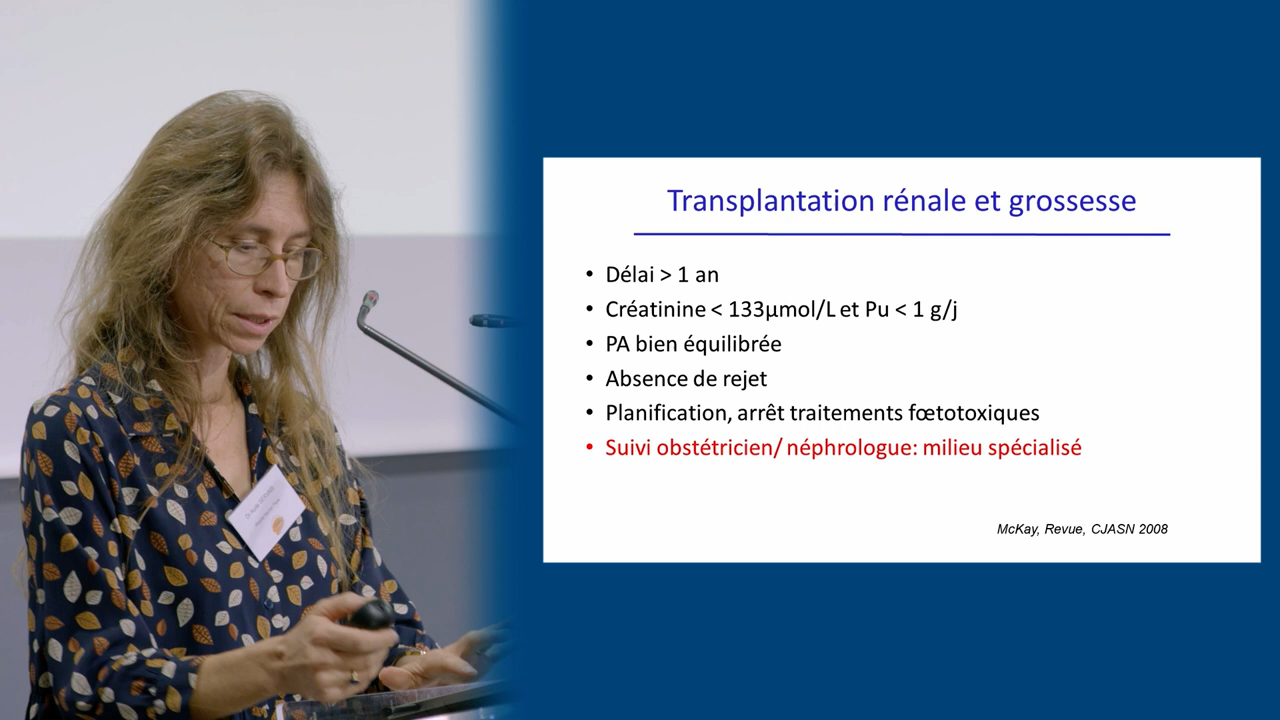 Transplantation rénale et grossesse
• Délai > 1 an
• Créatinine < 133µmol/L et Pu < 1 g/j
• PA bien équilibrée
• Absence de rejet
• Planification, arrêt traitements fœtotoxiques
• Suivi obstétricien/ néphrologue: milieu spécialisé
McKay, Revue, CJASN 2008